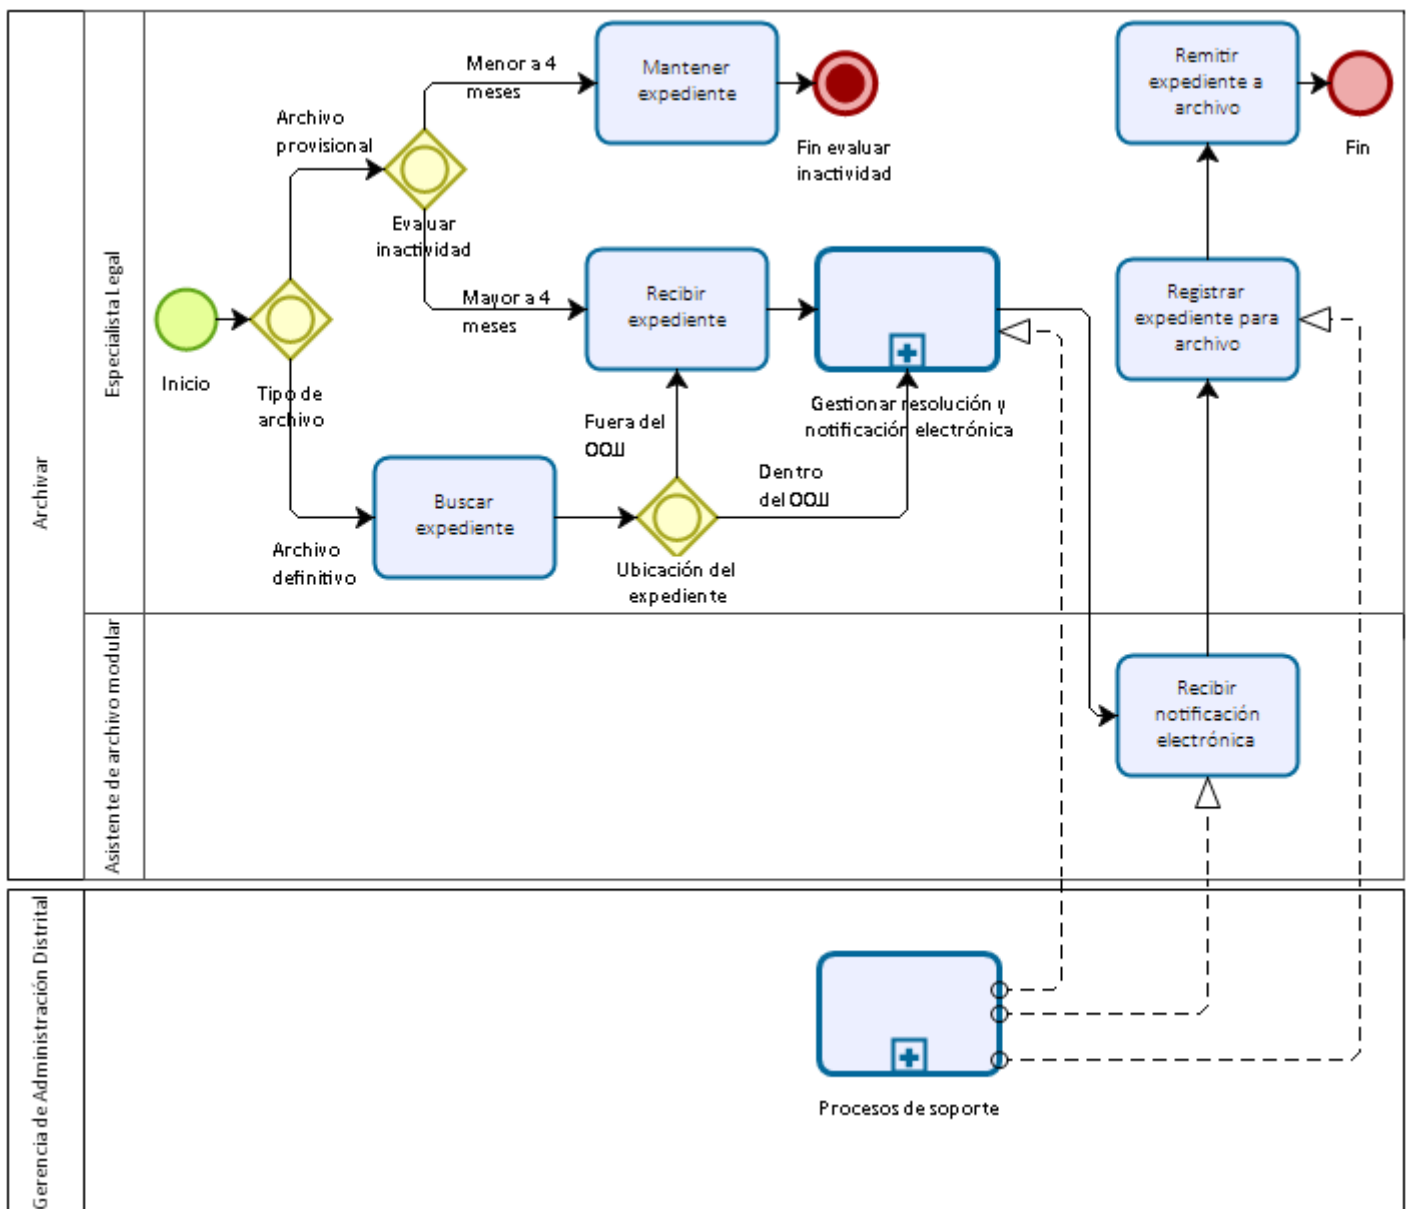 Archivar
Especialista Legal
Inicio
Tipo de
archivo
Archivo
provisional
Evaluar
inactividad
Menor a 4
meses
Mantener
expediente
Fin evaluar
inactividad
Mayor a 4
meses
Recibir
expediente
Gestionar resolución y
notificación electrónica
Archivo
definitivo
Buscar
expediente
Ubicación del
expediente
Fuera del
OOJJ
Dentro
del OOJJ
Remitir
expediente a
archivo
Fin
Registrar
expediente para
archivo
Asistente de archivo modular
Recibir
notificación
electrónica
Gerencia de Administración Distrital
Procesos de soporte